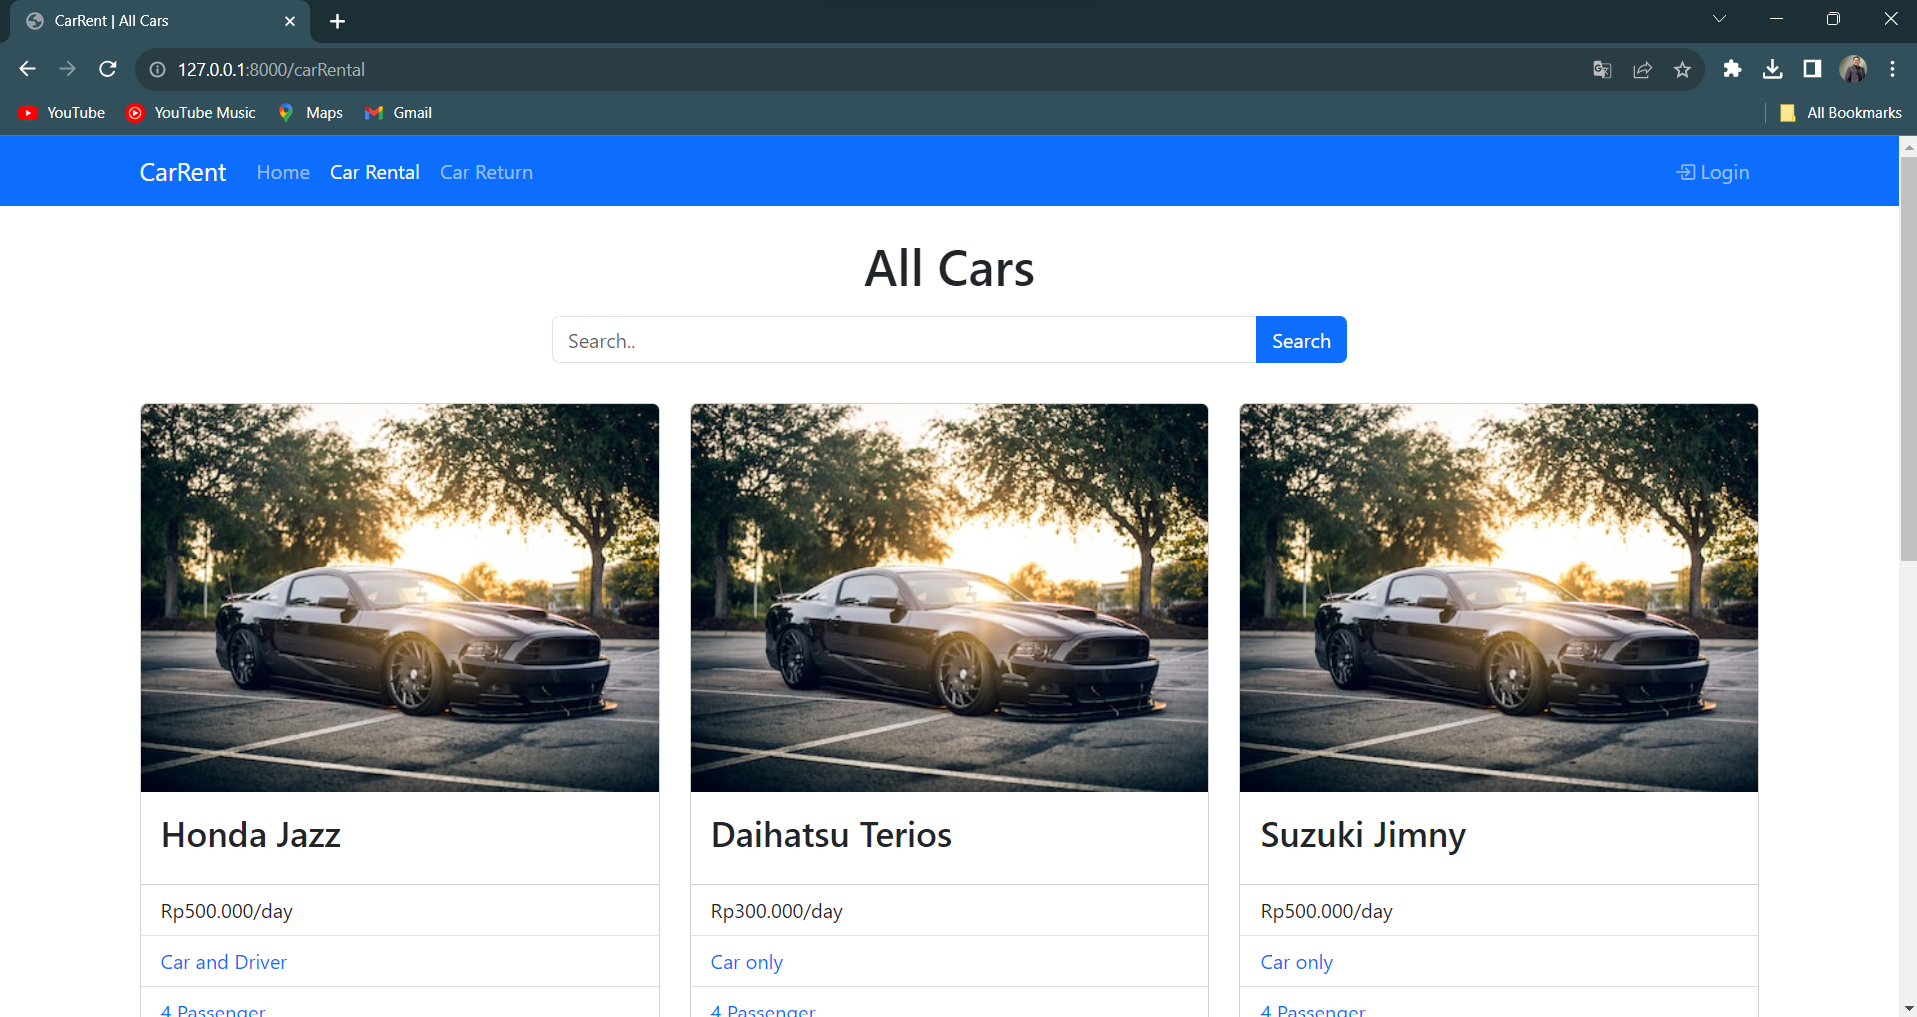 CarRent | All Cars
127.0.0.1:8000/carRental
YouTube YouTube Music Maps Gmail All Bookmarks
CarRent Home Car Rental Car Return Login
All Cars
Search.. Search
Honda Jazz
Rp500.000/day
Car and Driver
4 Passenger
Daihatsu Terios
Rp300.000/day
Car only
4 Passenger
Suzuki Jimny
Rp500.000/day
Car only
4 Passenger